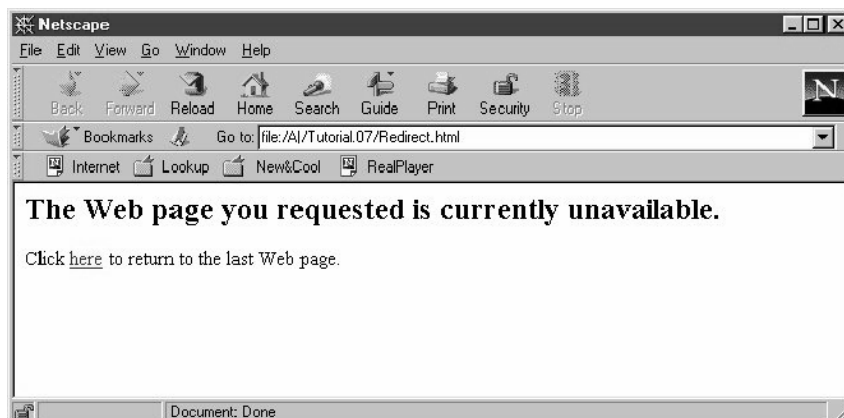 Netscape
File Edit View Go Window Help
Back Forward Reload Home Search Guide Print Security Stop
N
Bookmarks Go to: file:/A|/Tutorial.07/Redirect.html
Internet Lookup New&Cool RealPlayer
The Web page you requested is currently unavailable.
Click here to return to the last Web page.
Document: Done